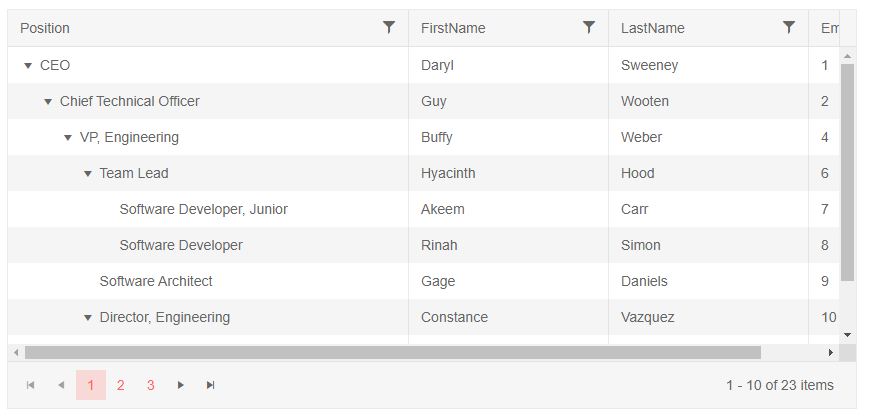 Position FirstName LastName Em
CEO Daryl Sweeney 1
Chief Technical Officer Guy Wooten 2
VP, Engineering Buffy Weber 4
Team Lead Hyacinth Hood 6
Software Developer, Junior Akeem Carr 7
Software Developer Rinah Simon 8
Software Architect Gage Daniels 9
Director, Engineering Constance Vazquez 10
1 2 3 1 - 10 of 23 items